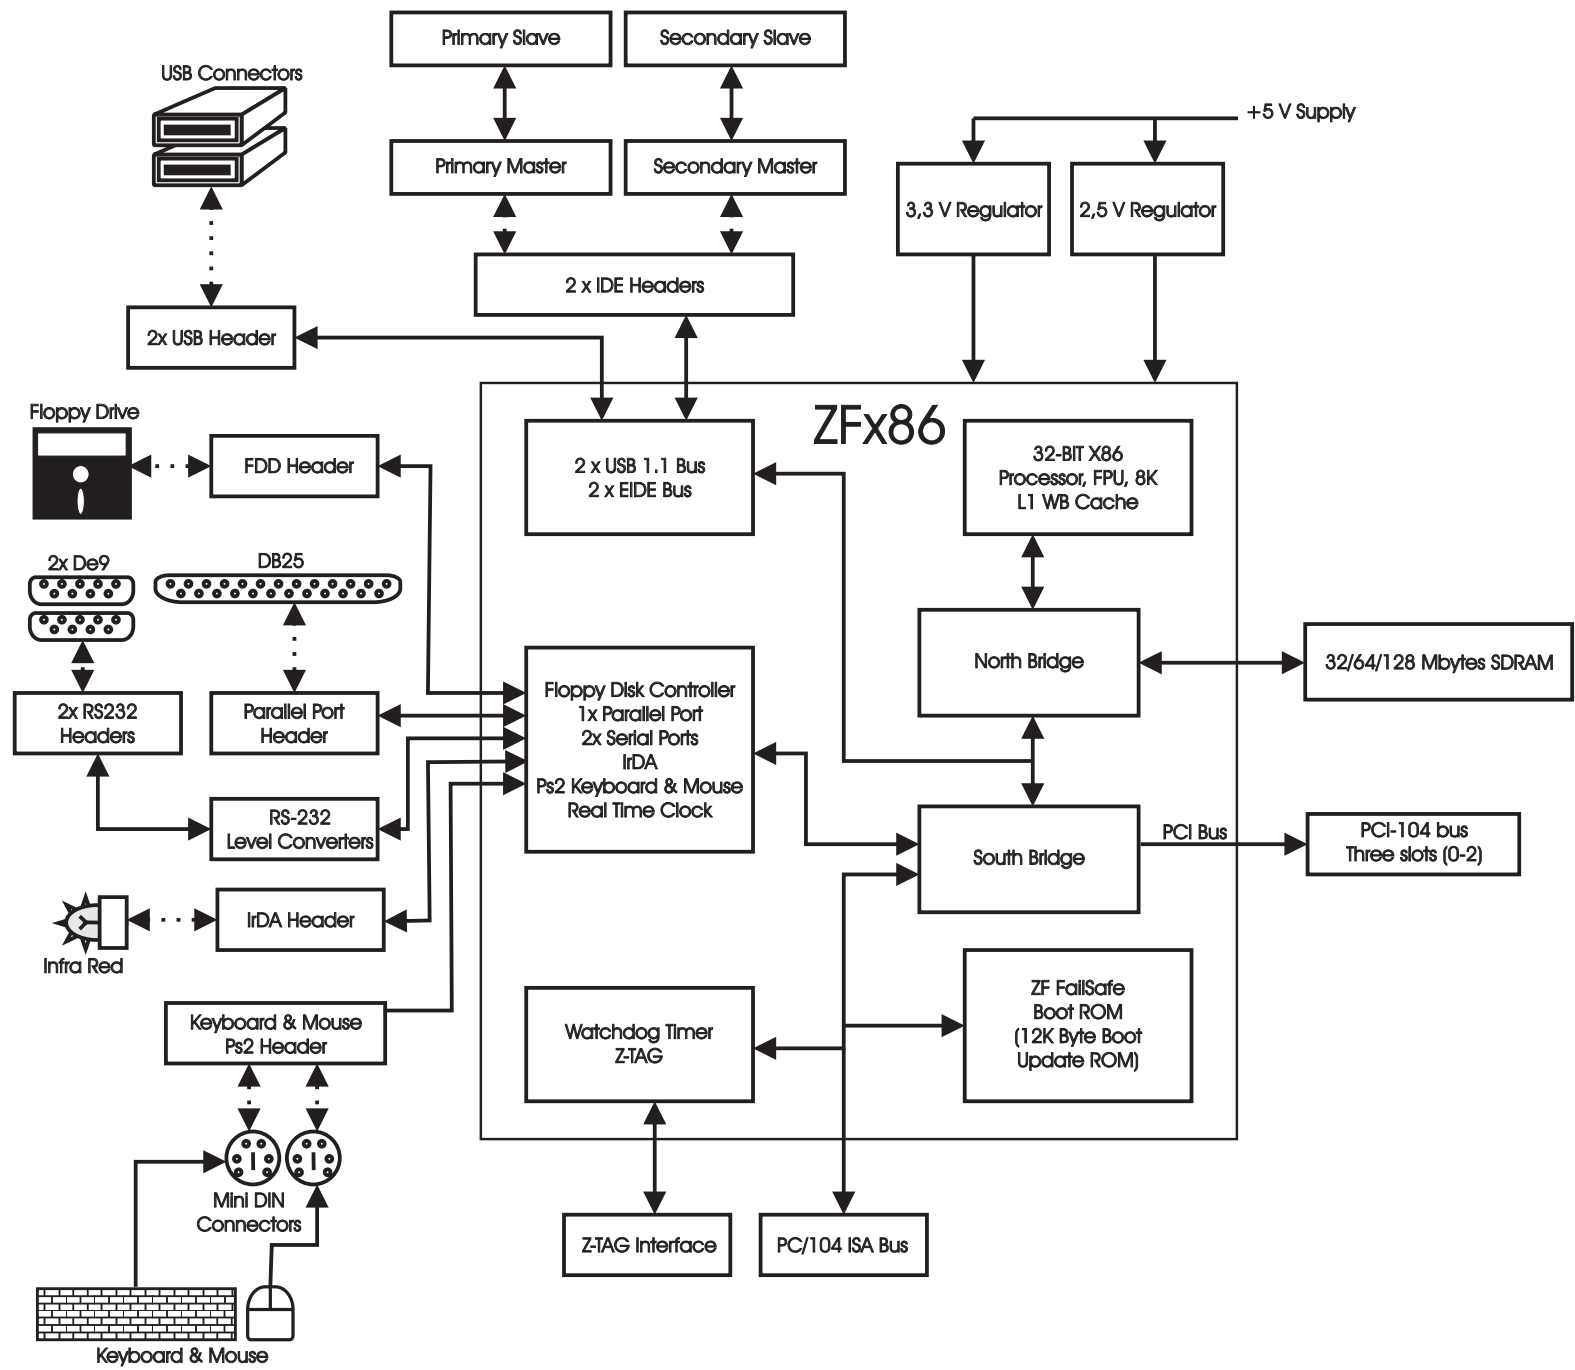 Primary Slave
Secondary Slave
USB Connectors
+5 V Supply
Primary Master
Secondary Master
3,3 V Regulator
2,5 V Regulator
2 x IDE Headers
2x USB Header
Floppy Drive
ZFx86
FDD Header
2 x USB 1.1 Bus
2 x EIDE Bus
32-BIT X86
Processor, FPU, 8K
L1 WB Cache
2x De9
DB25
North Bridge
32/64/128 Mbytes SDRAM
2x RS232
Headers
Parallel Port
Header
Floppy Disk Controller
1x Parallel Port
2x Serial Ports
IrDA
Ps2 Keyboard & Mouse
Real Time Clock
RS-232
Level Converters
South Bridge
PCI Bus
PCI-104 bus
Three slots (0-2)
IrDA Header
Infra Red
Keyboard & Mouse
Ps2 Header
Watchdog Timer
Z-TAG
ZF FailSafe
Boot ROM
(12K Byte Boot
Update ROM)
Mini DIN
Connectors
Z-TAG Interface
PC/104 ISA Bus
Keyboard & Mouse